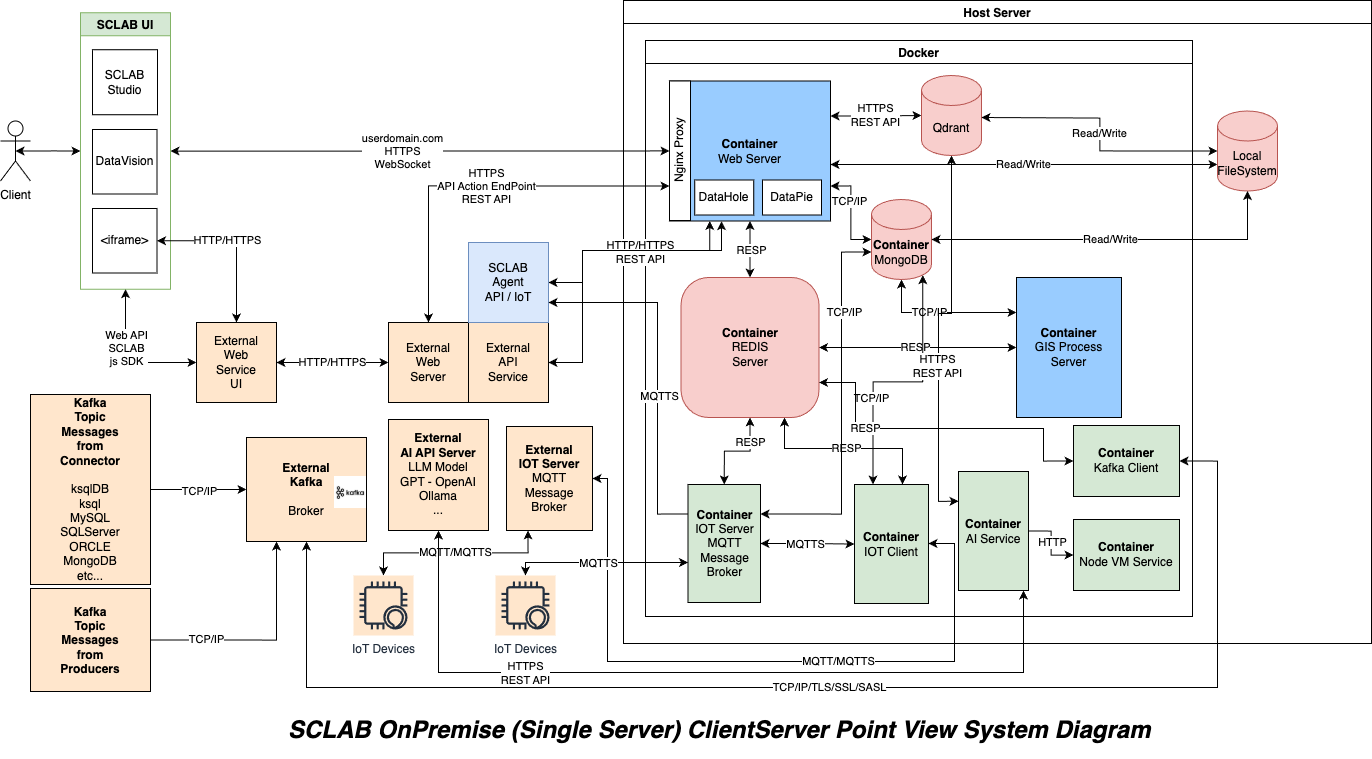 Host Server
SCLAB UI
Docker
SCLAB
Studio
Nginx Proxy
Container
Web Server
DataHole
DataPie
HTTPS
REST API
Qdrant
Read/Write
Local
FileSystem
Read/Write
Client
DataVision
userdomain.com
HTTPS
WebSocket
HTTPS
API Action EndPoint
REST API
TCP/IP
<iframe>
HTTP/HTTPS
HTTP/HTTPS
REST API
RESP
Container
MongoDB
Read/Write
SCLAB
Agent
API / IoT
TCP/IP
TCP/IP
Web API
SCLAB
js SDK
External
Web
Service
UI
HTTP/HTTPS
External
Web
Server
External
API
Service
Container
REDIS
Server
RESP
HTTPS
REST API
Container
GIS Process
Server
MQTTS
TCP/IP
Kafka
Topic
Messages
from
Connector
ksqlDB
ksql
MySQL
SQLServer
ORCLE
MongoDB
etc...
TCP/IP
External
Kafka
Broker
kafka
External
AI API Server
LLM Model
GPT - OpenAI
Ollama
...
External
IOT Server
MQTT
Message
Broker
RESP
RESP
RESP
Container
Kafka Client
Container
IOT Server
MQTT
Message
Broker
MQTTS
Container
IOT Client
Container
AI Service
HTTP
Container
Node VM Service
MQTT/MQTTS
MQTTS
Kafka
Topic
Messages
from
Producers
TCP/IP
IoT Devices
IoT Devices
MQTT/MQTTS
HTTPS
REST API
TCP/IP/TLS/SSL/SASL
SCLAB OnPremise (Single Server) ClientServer Point View System Diagram